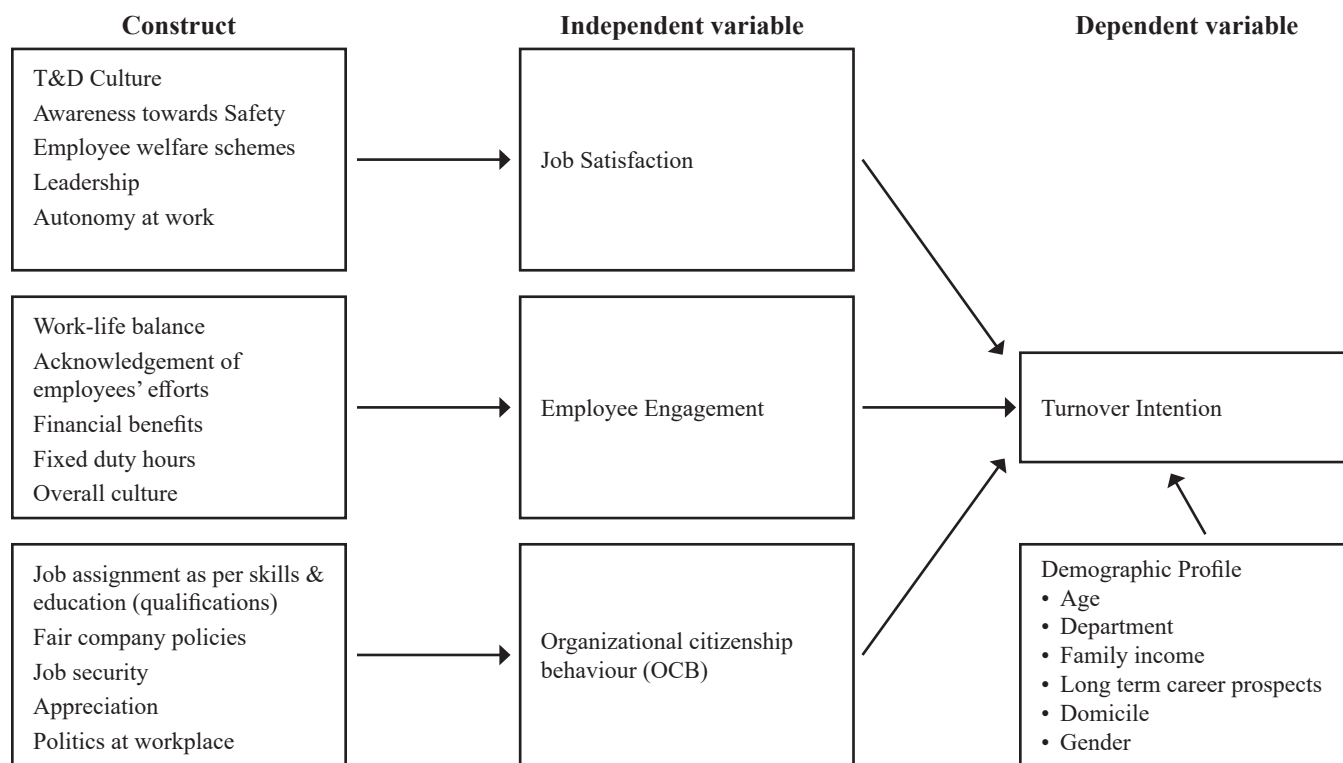 Construct
Independent variable
Dependent variable
T&D Culture
Awareness towards Safety
Employee welfare schemes
Leadership
Autonomy at work
Job Satisfaction
Work-life balance
Acknowledgement of
employees’ efforts
Financial benefits
Fixed duty hours
Overall culture
Employee Engagement
Turnover Intention
Job assignment as per skills &
education (qualifications)
Fair company policies
Job security
Appreciation
Politics at workplace
Organizational citizenship
behaviour (OCB)
Demographic Profile
• Age
• Department
• Family income
• Long term career prospects
• Domicile
• Gender